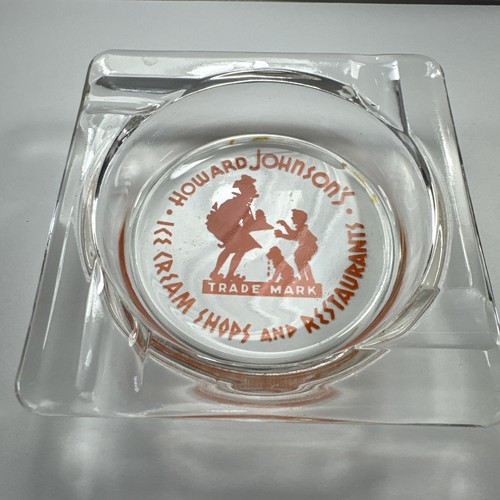 HOWARD JOHNSON'S
ICE CREAM SHOPS AND RESTAURANTS
TRADE MARK